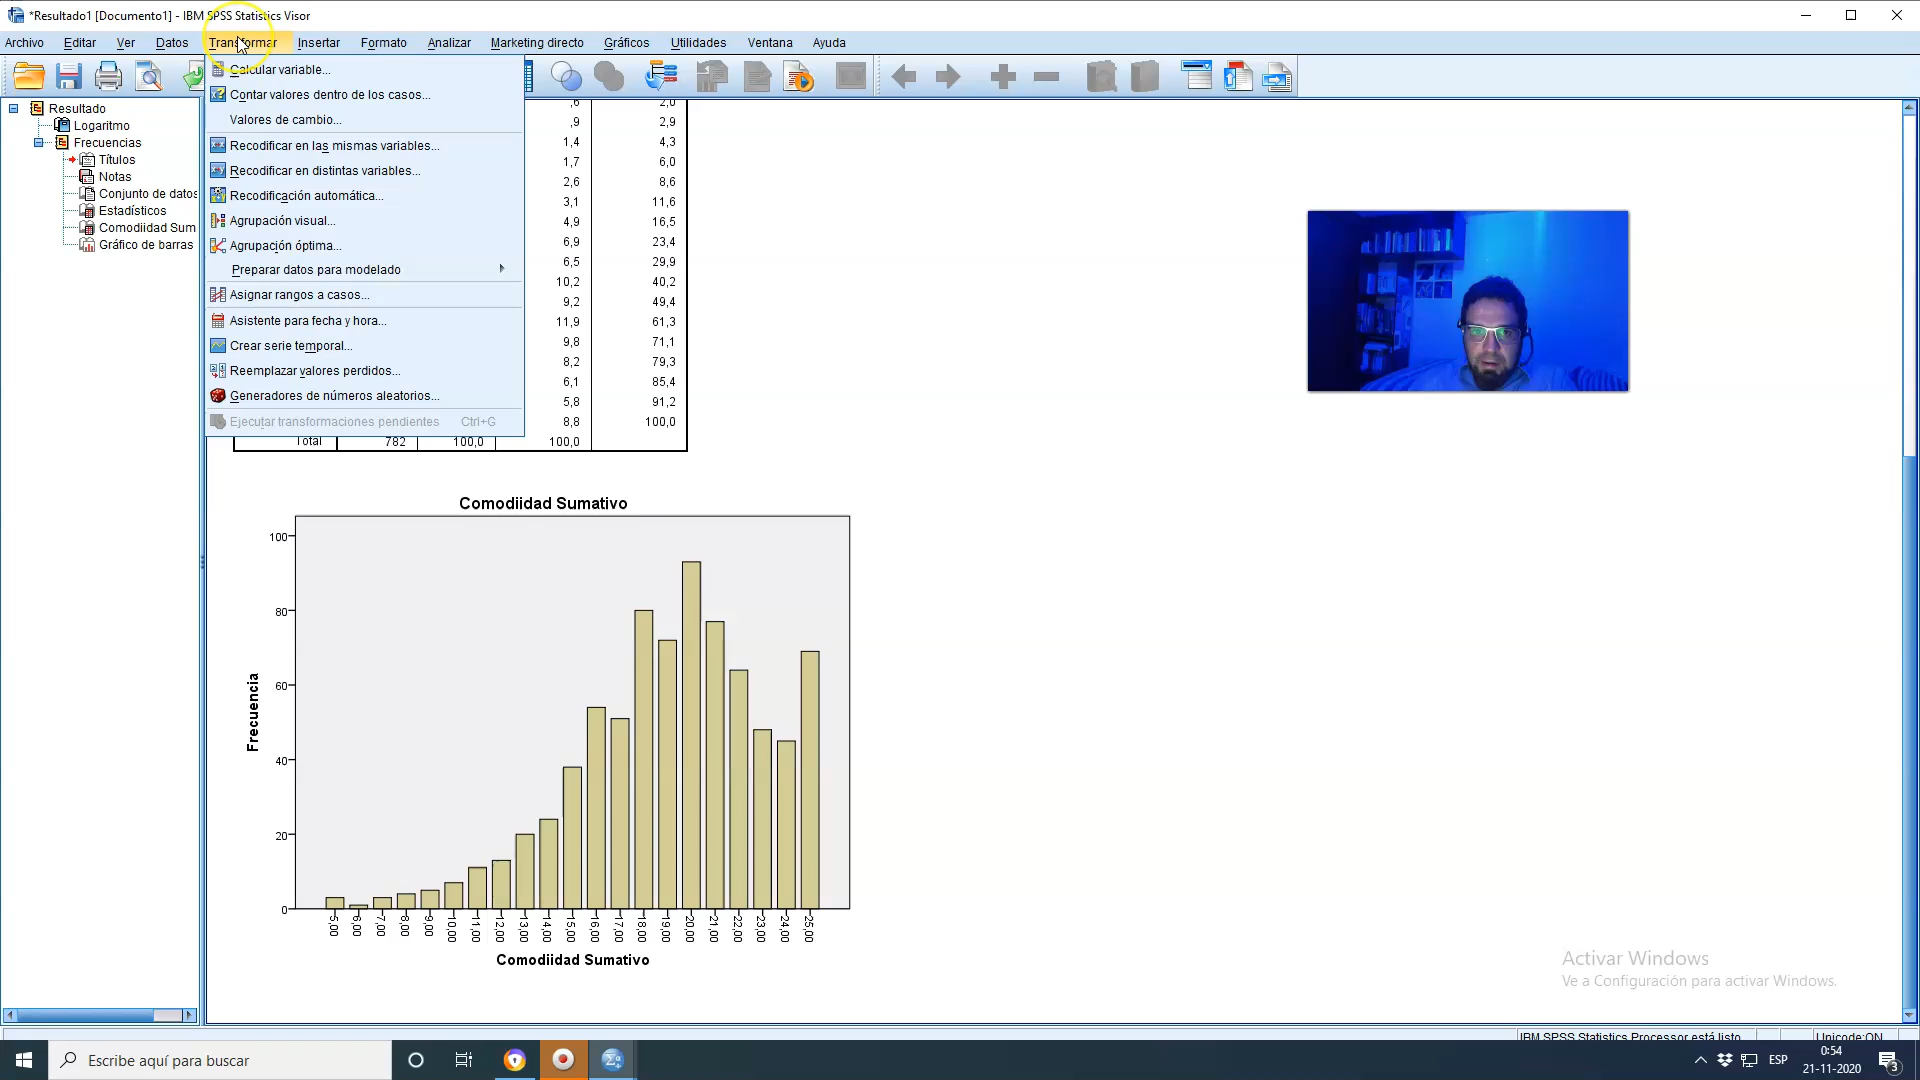 *Resultado1 [Documento1] - IBM SPSS Statistics Visor
Archivo Editar Ver Datos Transformar Insertar Formato Analizar Marketing directo Gráficos Utilidades Ventana Ayuda
Calcular variable...
Contar valores dentro de los casos...
Valores de cambio...
Recodificar en las mismas variables...
Recodificar en distintas variables...
Recodificación automática...
Agrupación visual...
Agrupación óptima...
Preparar datos para modelado
Asignar rangos a casos...
Asistente para fecha y hora...
Crear serie temporal...
Reemplazar valores perdidos...
Generadores de números aleatorios...
Ejecutar transformaciones pendientes Ctrl+G
Resultado
Logaritmo
Frecuencias
Títulos
Notas
Conjunto de datos
Estadísticos
Comodiidad Sum
Gráfico de barras
,6 2,0
,9 2,9
1,4 4,3
1,7 6,0
2,6 8,6
3,1 11,6
4,9 16,5
6,9 23,4
6,5 29,9
10,2 40,2
9,2 49,4
11,9 61,3
9,8 71,1
8,2 79,3
6,1 85,4
5,8 91,2
8,8 100,0
Total 782 100,0 100,0
Comodiidad Sumativo
Frecuencia
100
80
60
40
20
0
5,00 6,00 7,00 8,00 9,00 10,00 11,00 12,00 13,00 14,00 15,00 16,00 17,00 18,00 19,00 20,00 21,00 22,00 23,00 24,00 25,00
Comodiidad Sumativo
Activar Windows
Ve a Configuración para activar Windows.
IBM SPSS Statistics Processor está listo Unicode:ON
Escribe aquí para buscar
ESP
0:54
21-11-2020
3